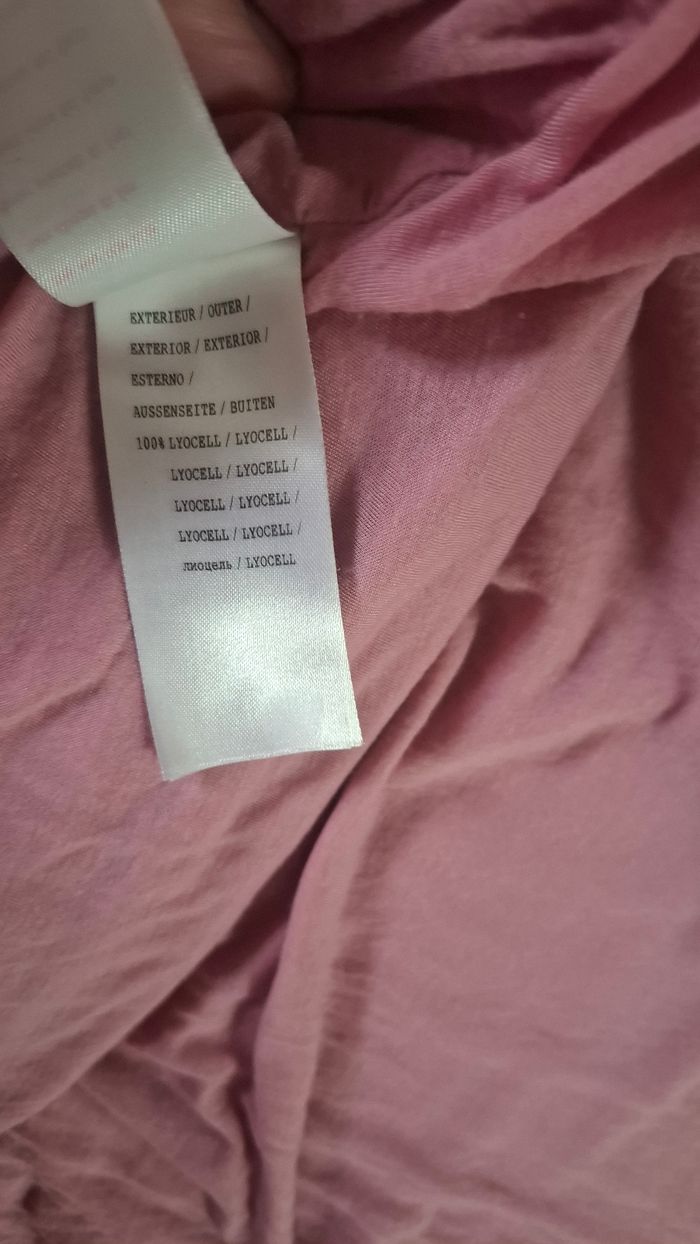 EXTERIEUR / OUTER /
EXTERIOR / EXTERIOR /
ESTERNO /
AUSSENSEITE / BUITEN
100% LYOCELL / LYOCELL /
LYOCELL / LYOCELL /
LYOCELL / LYOCELL /
LYOCELL / LYOCELL /
лиоцель / LYOCELL